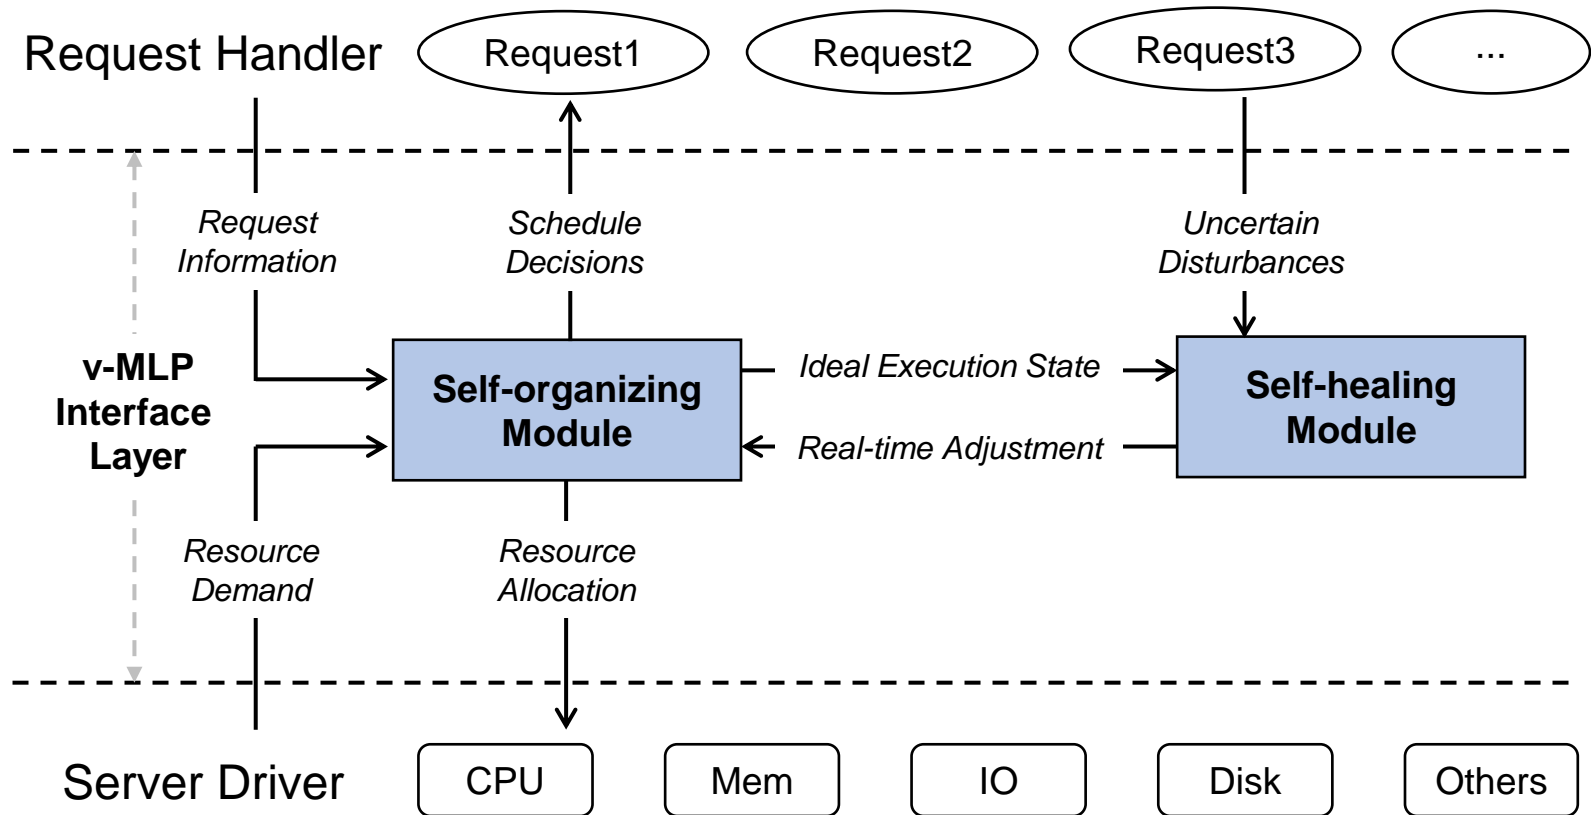 Request Handler
Request1
Request2
Request3
...
Request
Information
Schedule
Decisions
Uncertain
Disturbances
v-MLP
Interface
Layer
Self-organizing
Module
Ideal Execution State
Real-time Adjustment
Self-healing
Module
Resource
Demand
Resource
Allocation
Server Driver
CPU
Mem
IO
Disk
Others